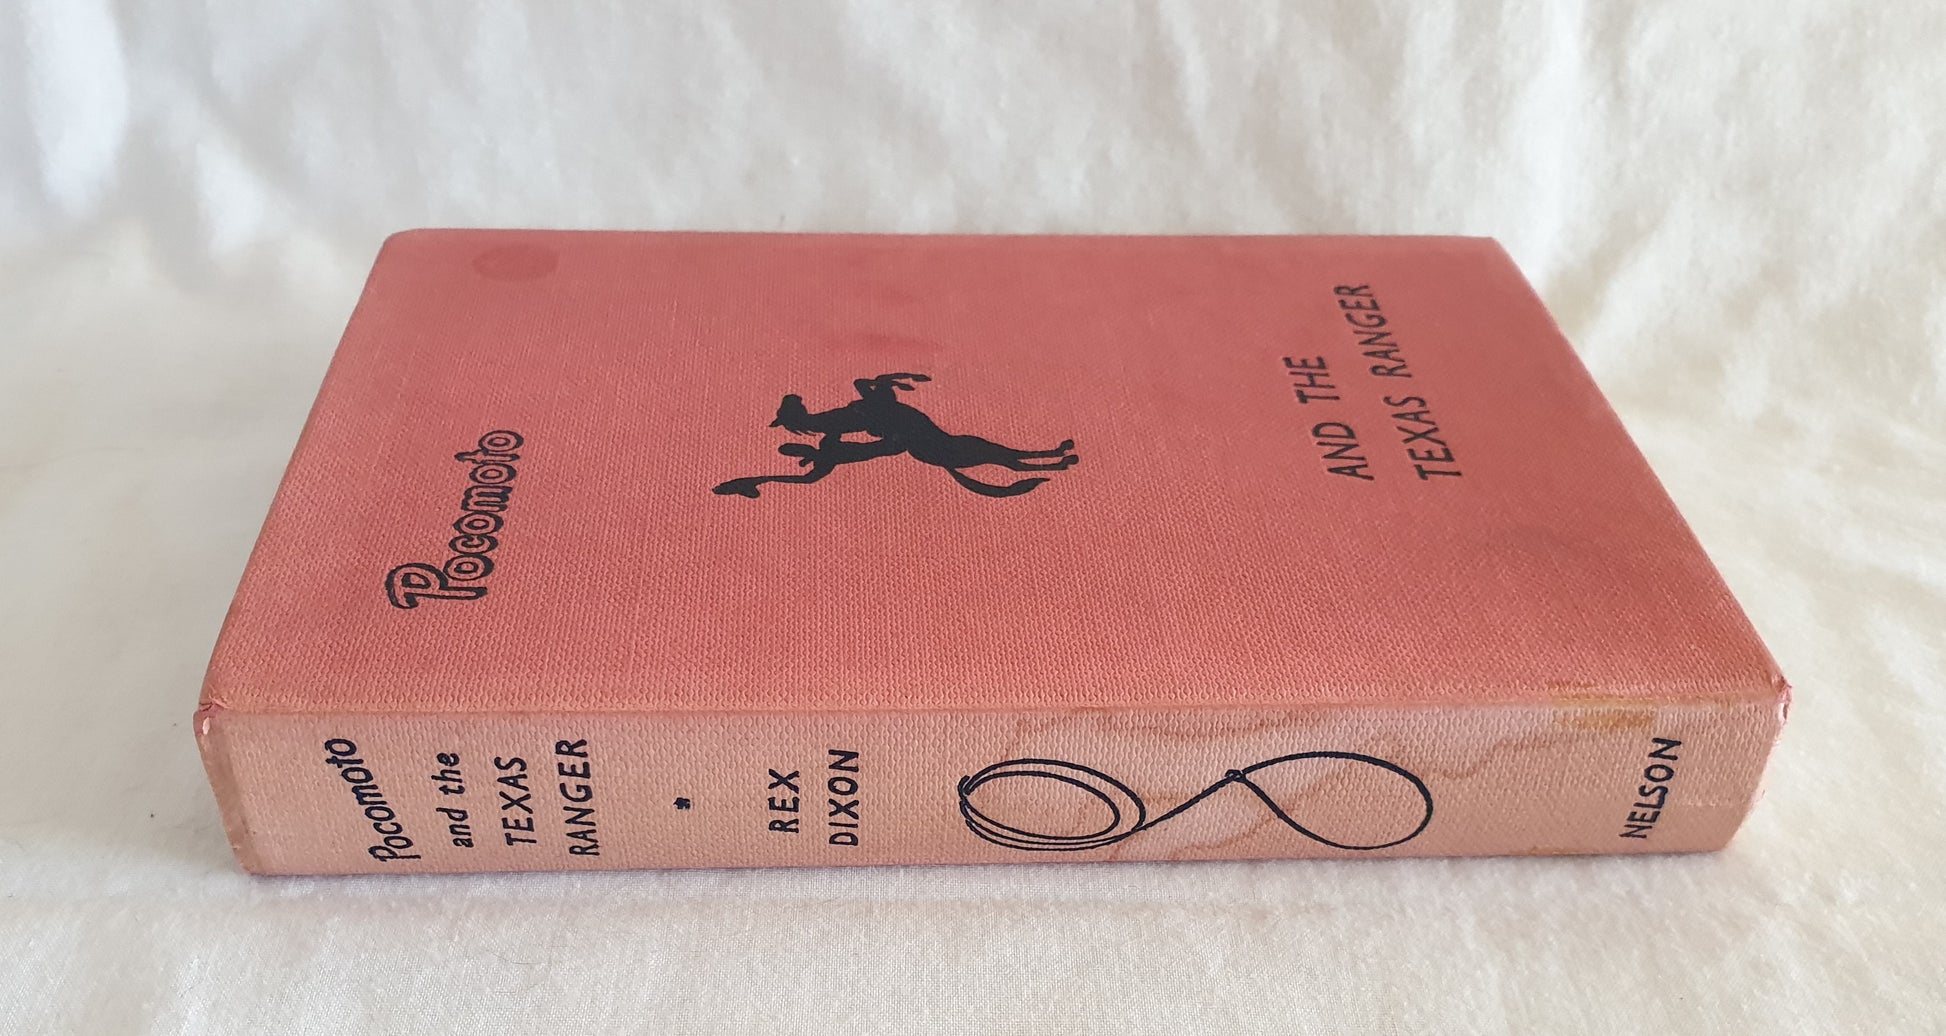 Pocomoto
AND THE
TEXAS RANGER
Pocomoto
and the
TEXAS
RANGER
REX
DIXON
NELSON